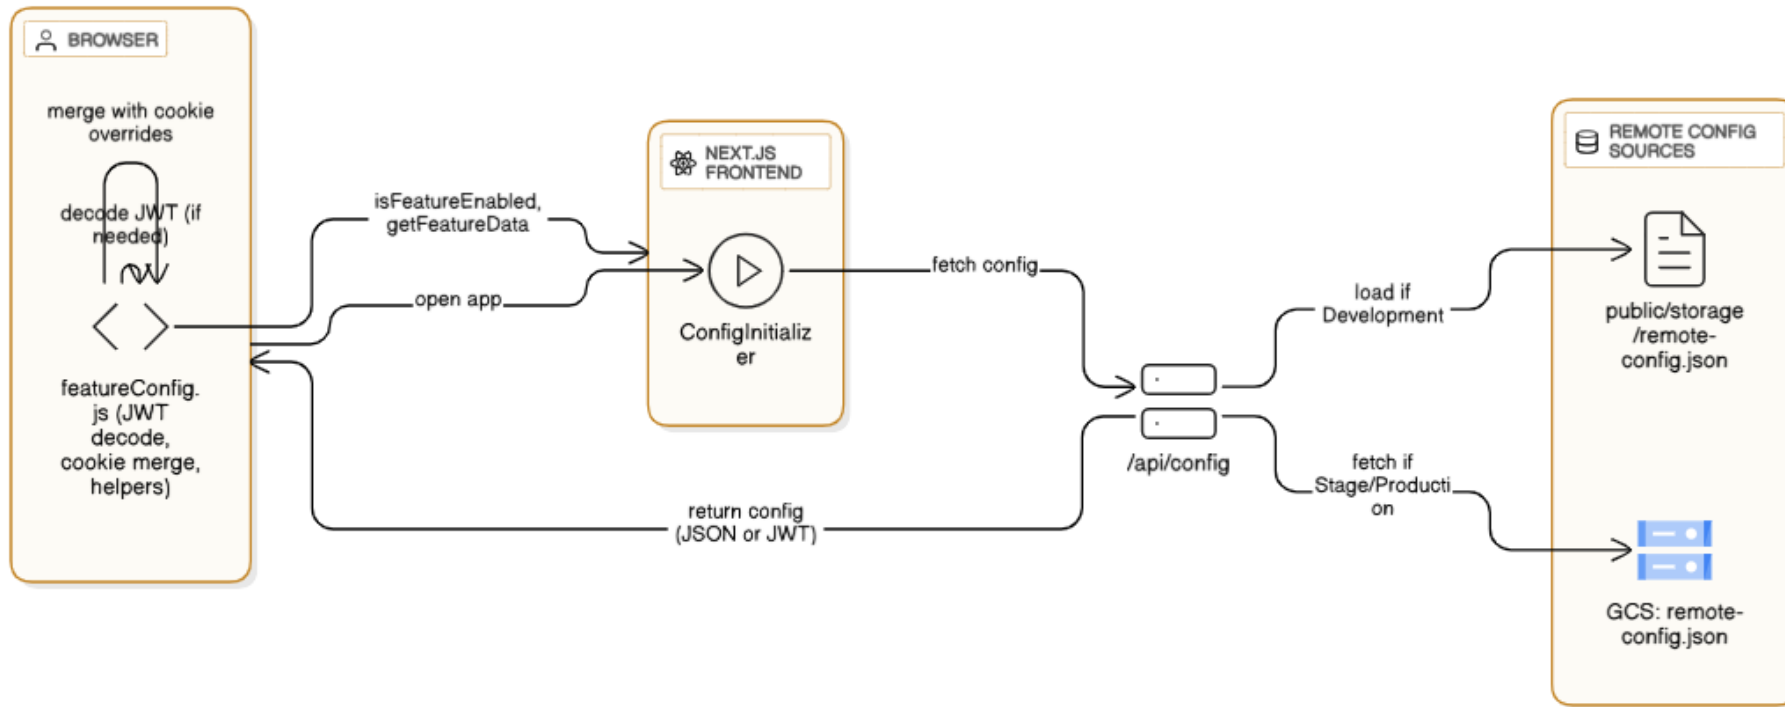 BROWSER
merge with cookie
overrides
decode JWT (if
needed)
featureConfig.
js (JWT
decode,
cookie merge,
helpers)
isFeatureEnabled,
getFeatureData
open app
return config
(JSON or JWT)
NEXT.JS
FRONTEND
ConfigInitializ
er
fetch config
/api/config
load if
Development
fetch if
Stage/Producti
on
REMOTE CONFIG
SOURCES
public/storage
/remote-
config.json
GCS: remote-
config.json